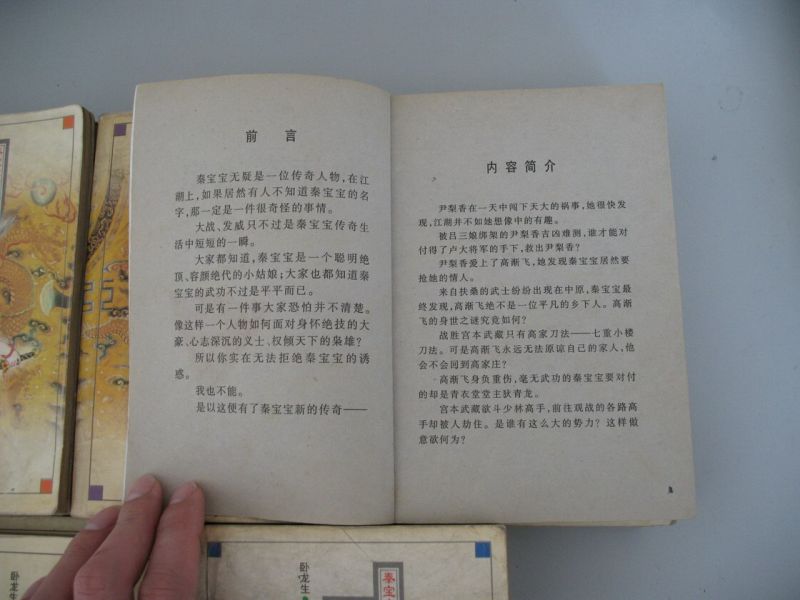 前 言
秦宝宝无疑是一位传奇人物,在江
湖上,如果居然有人不知道秦宝宝的名
字,那一定是一件很奇怪的事情。
大战、发威只不过是秦宝宝传奇生
活中短短的一瞬。
大家都知道,秦宝宝是一个聪明绝
顶、容颜绝代的小姑娘;大家也都知道秦
宝宝的武功不过是平平而已。
可是有一件事大家恐怕并不清楚。
像这样一个人物如何面对身怀绝技的大
豪、心志深沉的义士、权倾天下的枭雄?
所以你实在无法拒绝秦宝宝的诱
惑。
我也不能。
是以这便有了秦宝宝新的传奇——
内容简介
尹梨香在一天中闯下天大的祸事,她很快发
现,江湖并不如她想像中的有趣。
被吕三娘绑架的尹梨香吉凶难测,谁才能对
付得了卢大将军的手下,救出尹梨香?
尹梨香爱上了高渐飞,她发现秦宝宝居然要
抢她的情人。
来自扶桑的武士纷纷出现在中原,秦宝宝最
终发现,高渐飞绝不是一位平凡的乡下人。高渐
飞的身世之谜究竟如何?
战胜宫本武藏只有高家刀法——七重小楼
刀法。可是高渐飞永远无法原谅自己的家人,他
会不会回到高家庄?
高渐飞身负重伤,毫无武功的秦宝宝要对付
的却是青衣堂堂主狄青龙。
宫本武藏欲斗少林高手,前往观战的各路高
手却被人劫住。是谁有这么大的势力?这样做
意欲何为?
卧龙生
卧龙生
秦宝